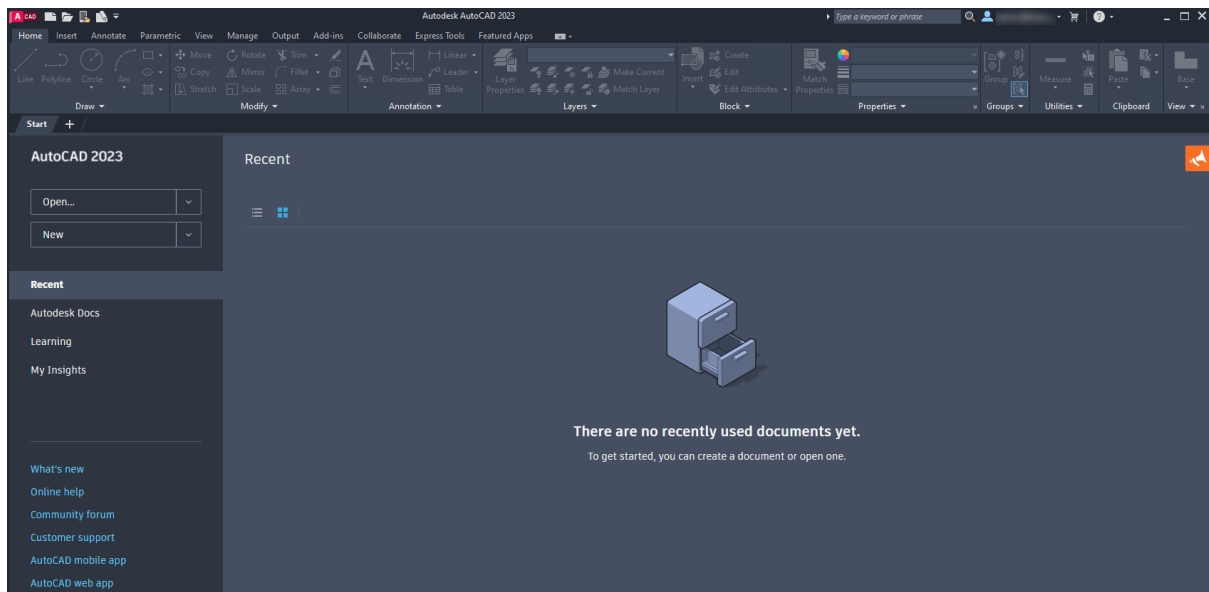 A CAD Autodesk AutoCAD 2023 Type a keyword or phrase
Home Insert Annotate Parametric View Manage Output Add-ins Collaborate Express Tools Featured Apps
Move Rotate Trim Linear Create
Line Polyline Circle Arc Copy Mirror Fillet Text Dimension Leader Layer Properties Make Current Insert Edit Match Properties Group Measure Paste Base
Stretch Scale Array Table Match Layer Edit Attributes
Draw Modify Annotation Layers Block Properties Groups Utilities Clipboard View
Start +
AutoCAD 2023
Open...
New
Recent
Autodesk Docs
Learning
My Insights
What's new
Online help
Community forum
Customer support
AutoCAD mobile app
AutoCAD web app
Recent
There are no recently used documents yet.
To get started, you can create a document or open one.